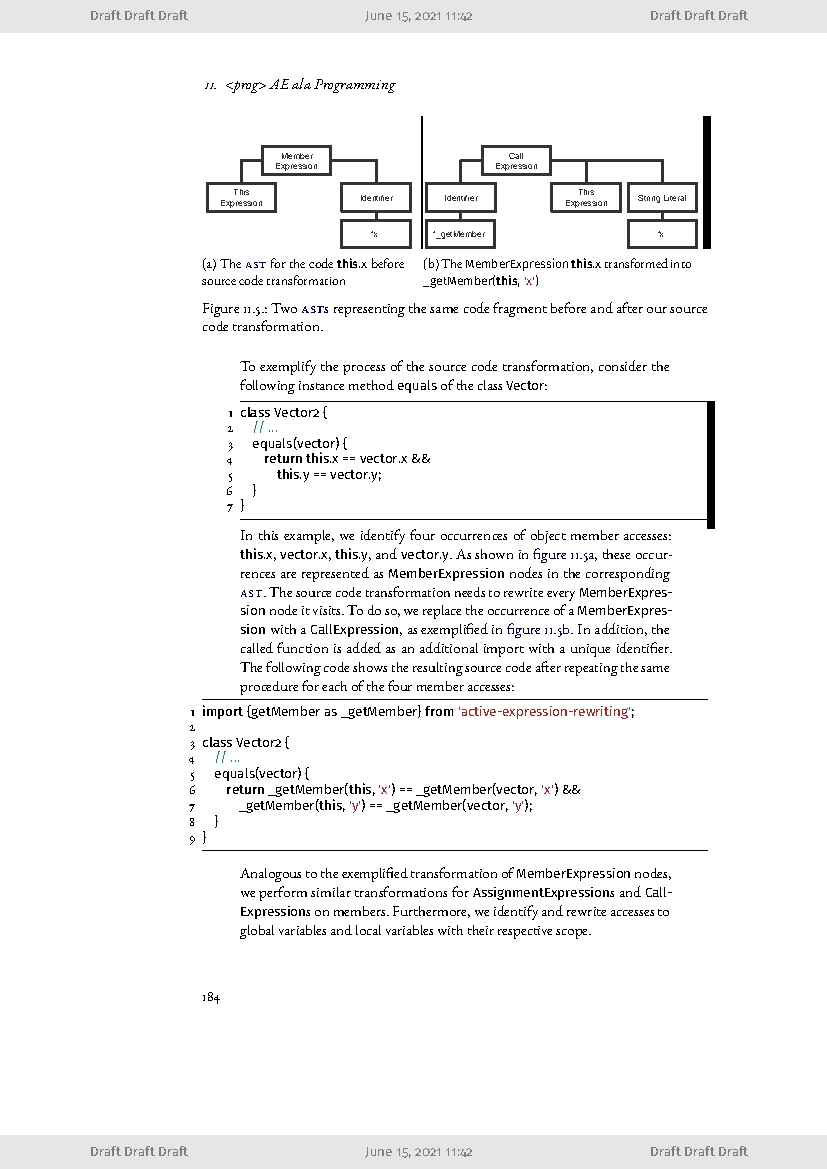 Draft Draft Draft June 15, 2021 11:42 Draft Draft Draft
11. <prog> AE ala Programming
Member
Expression
This
Expression
Identifier
"x
Call
Expression
Identifier
This
Expression
String Literal
"_getMember
"x
(a) The AST for the code this.x before
source code transformation
(b) The MemberExpression this.x transformed into
_getMember(this, 'x')
Figure 11.5.: Two ASTs representing the same code fragment before and after our source
code transformation.
To exemplify the process of the source code transformation, consider the
following instance method equals of the class Vector:
1 class Vector2 {
2 // ...
3 equals(vector) {
4 return this.x == vector.x &&
5 this.y == vector.y;
6 }
7 }
In this example, we identify four occurrences of object member accesses:
this.x, vector.x, this.y, and vector.y. As shown in figure 11.5a, these occur-
rences are represented as MemberExpression nodes in the corresponding
AST. The source code transformation needs to rewrite every MemberExpres-
sion node it visits. To do so, we replace the occurrence of a MemberExpres-
sion with a CallExpression, as exemplified in figure 11.5b. In addition, the
called function is added as an additional import with a unique identifier.
The following code shows the resulting source code after repeating the same
procedure for each of the four member accesses:
1 import {getMember as _getMember} from 'active-expression-rewriting';
2
3 class Vector2 {
4 // ...
5 equals(vector) {
6 return _getMember(this, 'x') == _getMember(vector, 'x') &&
7 _getMember(this, 'y') == _getMember(vector, 'y');
8 }
9 }
Analogous to the exemplified transformation of MemberExpression nodes,
we perform similar transformations for AssignmentExpressions and Call-
Expressions on members. Furthermore, we identify and rewrite accesses to
global variables and local variables with their respective scope.
184
Draft Draft Draft June 15, 2021 11:42 Draft Draft Draft